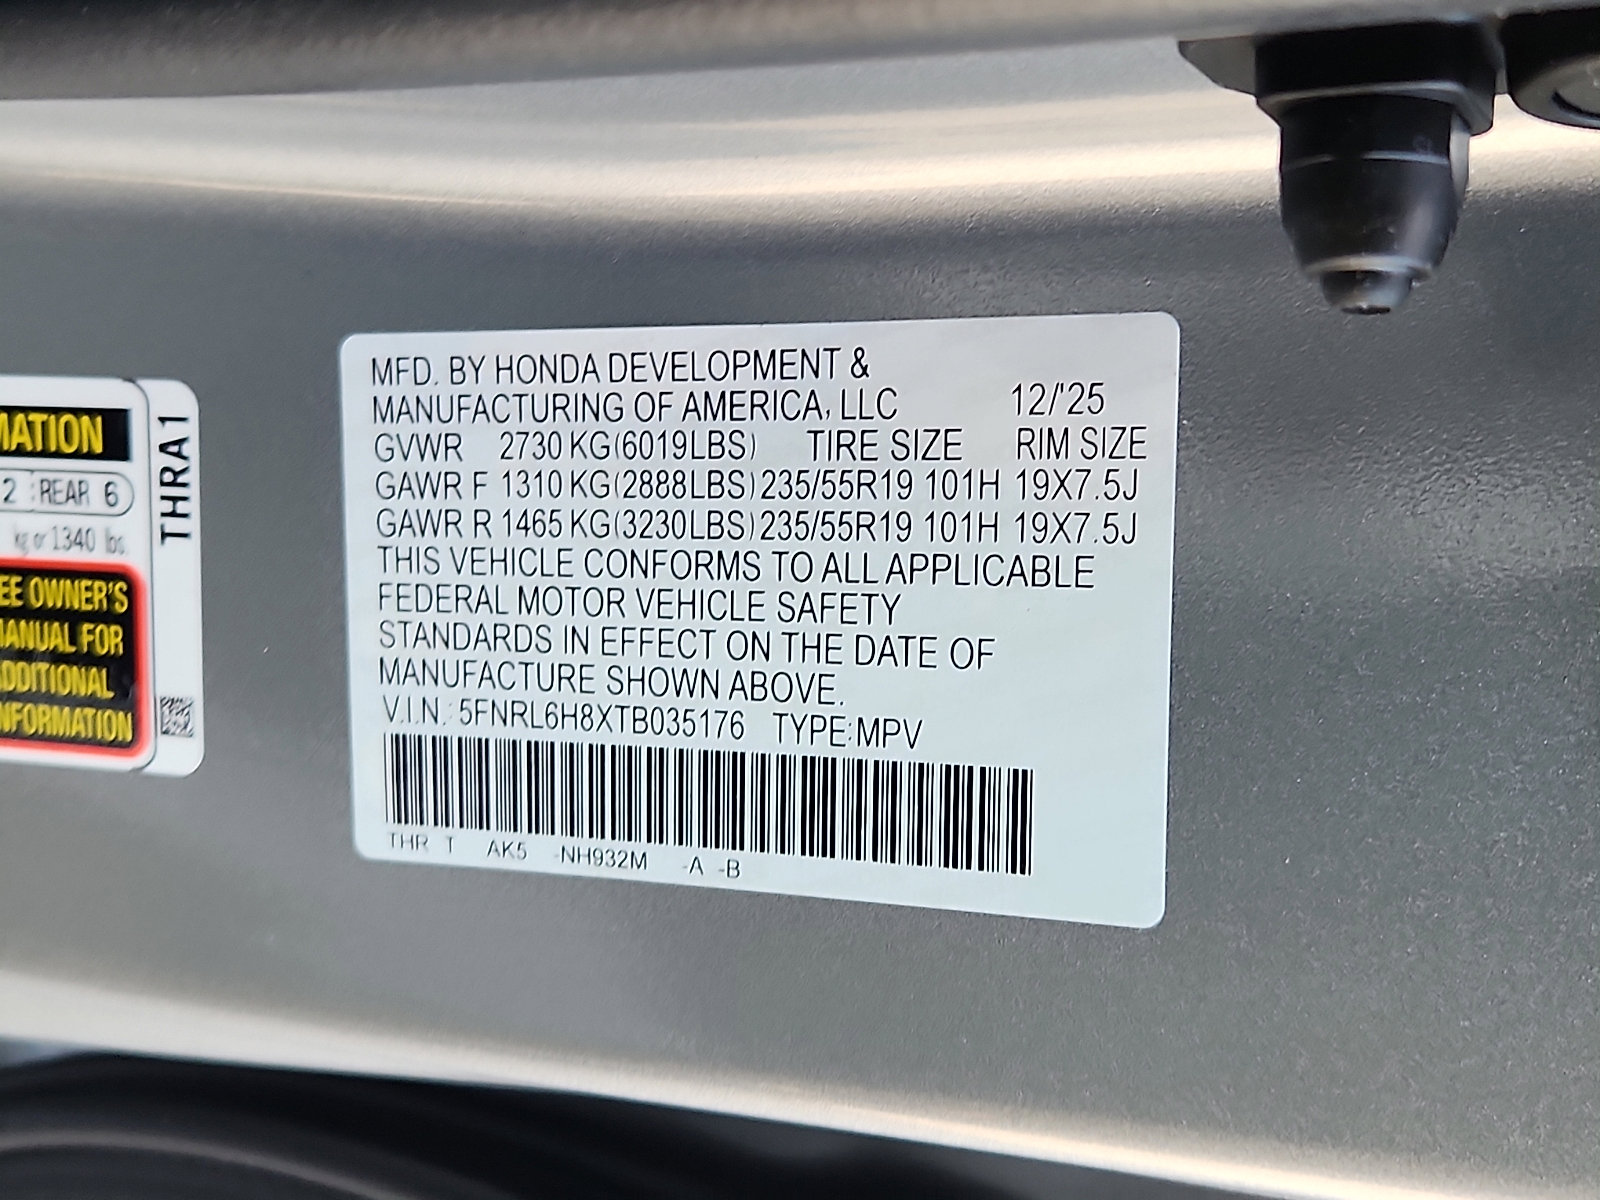 MATION
2 REAR 6
kg or 1340 lbs.
EE OWNER'S
MANUAL FOR
ADDITIONAL
INFORMATION
THRA1
MFD. BY HONDA DEVELOPMENT &
MANUFACTURING OF AMERICA, LLC 12/'25
GVWR 2730 KG(6019LBS) TIRE SIZE RIM SIZE
GAWR F 1310 KG(2888LBS) 235/55R19 101H 19X7.5J
GAWR R 1465 KG(3230LBS) 235/55R19 101H 19X7.5J
THIS VEHICLE CONFORMS TO ALL APPLICABLE
FEDERAL MOTOR VEHICLE SAFETY
STANDARDS IN EFFECT ON THE DATE OF
MANUFACTURE SHOWN ABOVE.
V.I.N.: 5FNRL6H8XTB035176 TYPE:MPV
THR T AK5 -NH932M -A -B